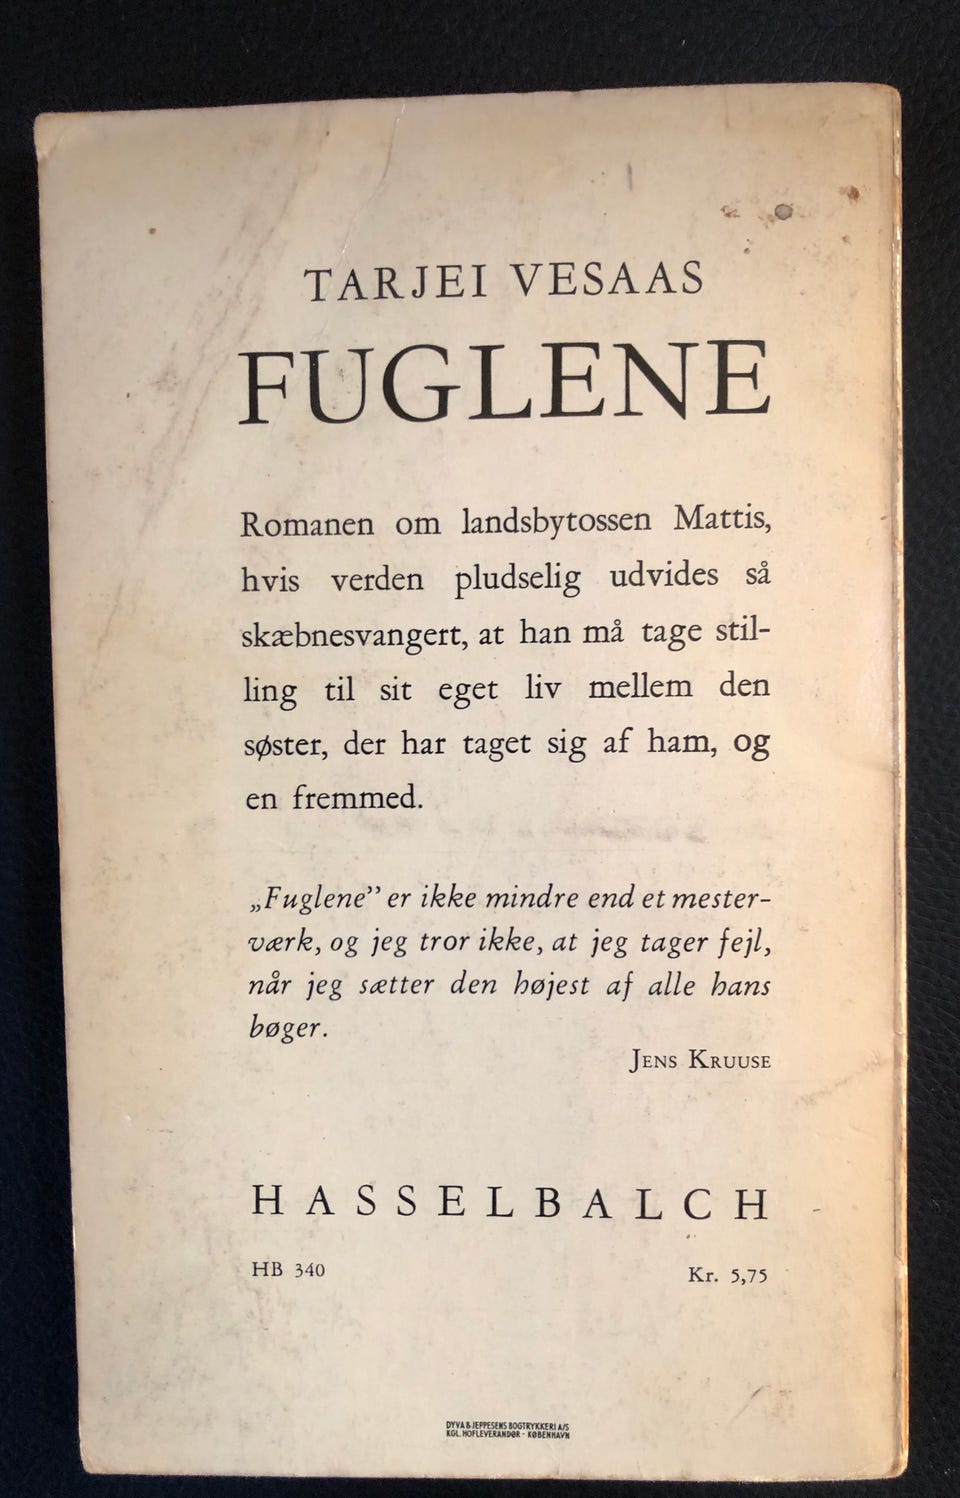 TARJEI VESAAS
FUGLENE
Romanen om landsbytossen Mattis,
hvis verden pludselig udvides så
skæbnesvangert, at han må tage stil-
ling til sit eget liv mellem den
søster, der har taget sig af ham, og
en fremmed.
„Fuglene” er ikke mindre end et mester-
værk, og jeg tror ikke, at jeg tager fejl,
når jeg sætter den højest af alle hans
bøger.
JENS KRUUSE
HASSELBALCH
HB 340
Kr. 5,75
DYVA & JEPPESENS BOGTRYKKERI A/S
KGL. HOFLEVERANDØR - KØBENHAVN